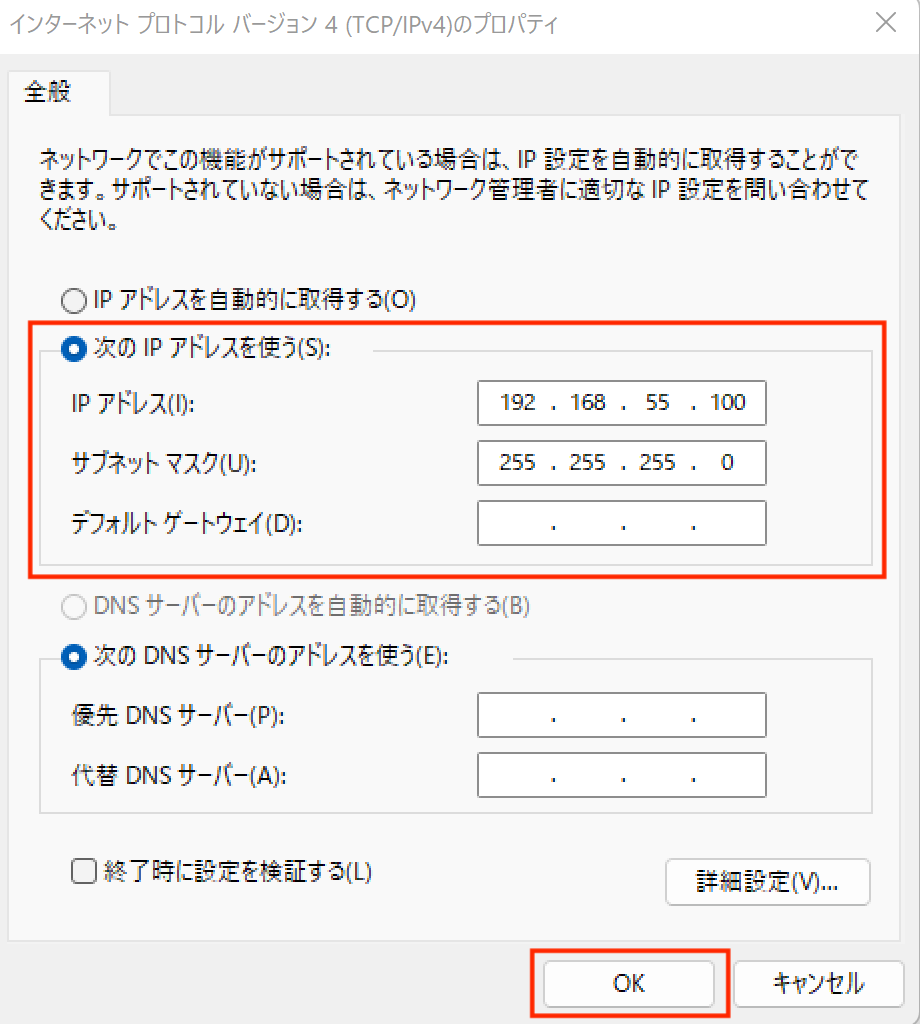 インターネット プロトコル バージョン 4 (TCP/IPv4)のプロパティ
全般
ネットワークでこの機能がサポートされている場合は、IP 設定を自動的に取得することがで
きます。サポートされていない場合は、ネットワーク管理者に適切な IP 設定を問い合わせて
ください。
IP アドレスを自動的に取得する(O)
次の IP アドレスを使う(S):
IP アドレス(I): 192 . 168 . 55 . 100
サブネット マスク(U): 255 . 255 . 255 . 0
デフォルト ゲートウェイ(D): . . .
DNS サーバーのアドレスを自動的に取得する(B)
次の DNS サーバーのアドレスを使う(E):
優先 DNS サーバー(P): . . .
代替 DNS サーバー(A): . . .
終了時に設定を検証する(L)
詳細設定(V)...
OK キャンセル